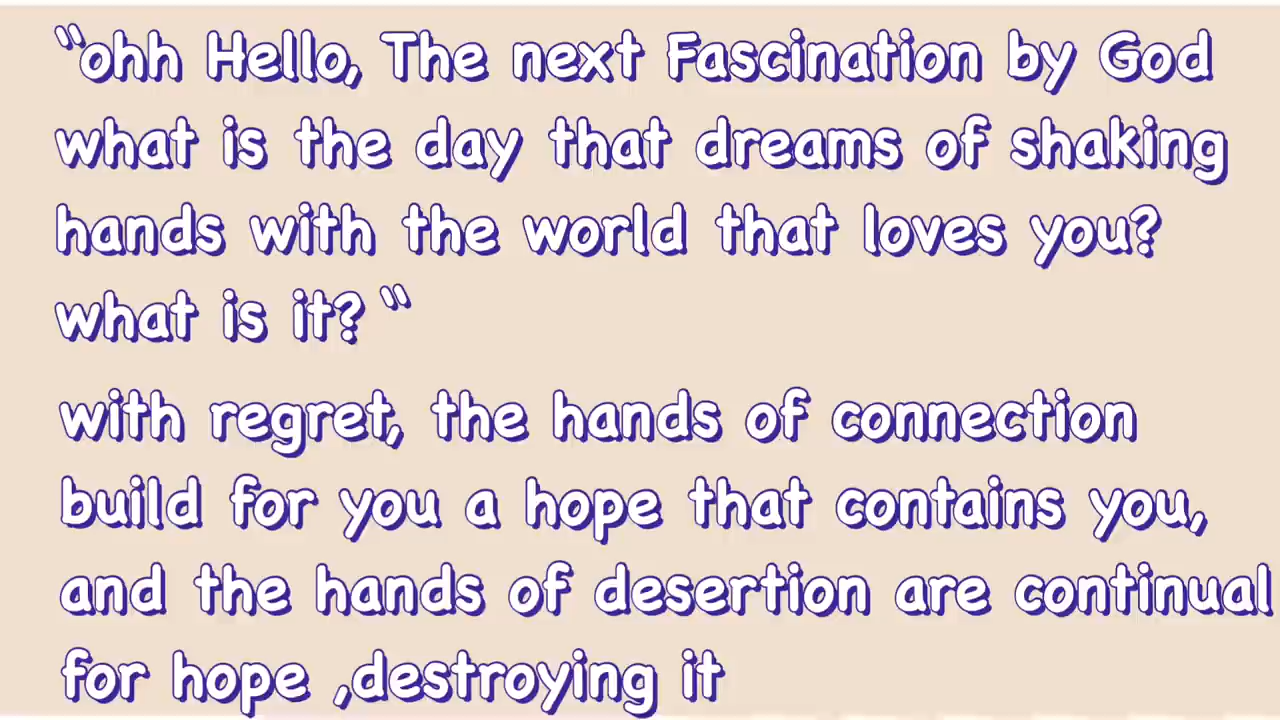 "ohh Hello, The next Fascination by God
what is the day that dreams of shaking
hands with the world that loves you?
what is it? "
with regret, the hands of connection
build for you a hope that contains you,
and the hands of desertion are continual
for hope ,destroying it